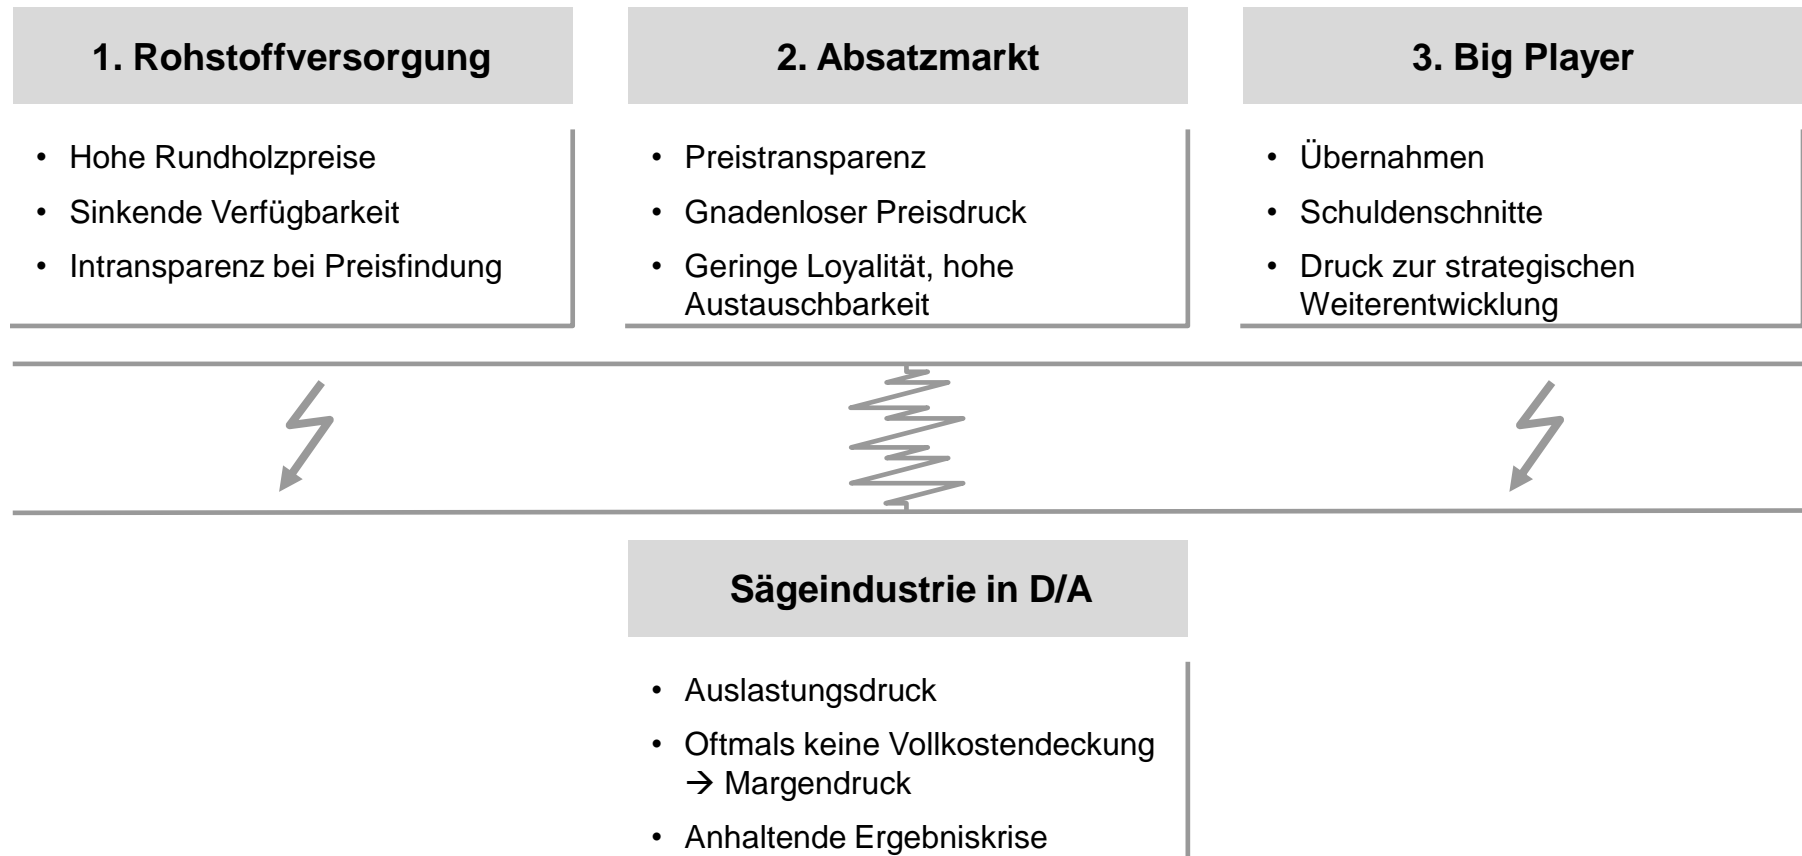 1. Rohstoffversorgung
• Hohe Rundholzpreise
• Sinkende Verfügbarkeit
• Intransparenz bei Preisfindung
2. Absatzmarkt
• Preistransparenz
• Gnadenloser Preisdruck
• Geringe Loyalität, hohe
Austauschbarkeit
3. Big Player
• Übernahmen
• Schuldenschnitte
• Druck zur strategischen
Weiterentwicklung
Sägeindustrie in D/A
• Auslastungsdruck
• Oftmals keine Vollkostendeckung
→ Margendruck
• Anhaltende Ergebniskrise